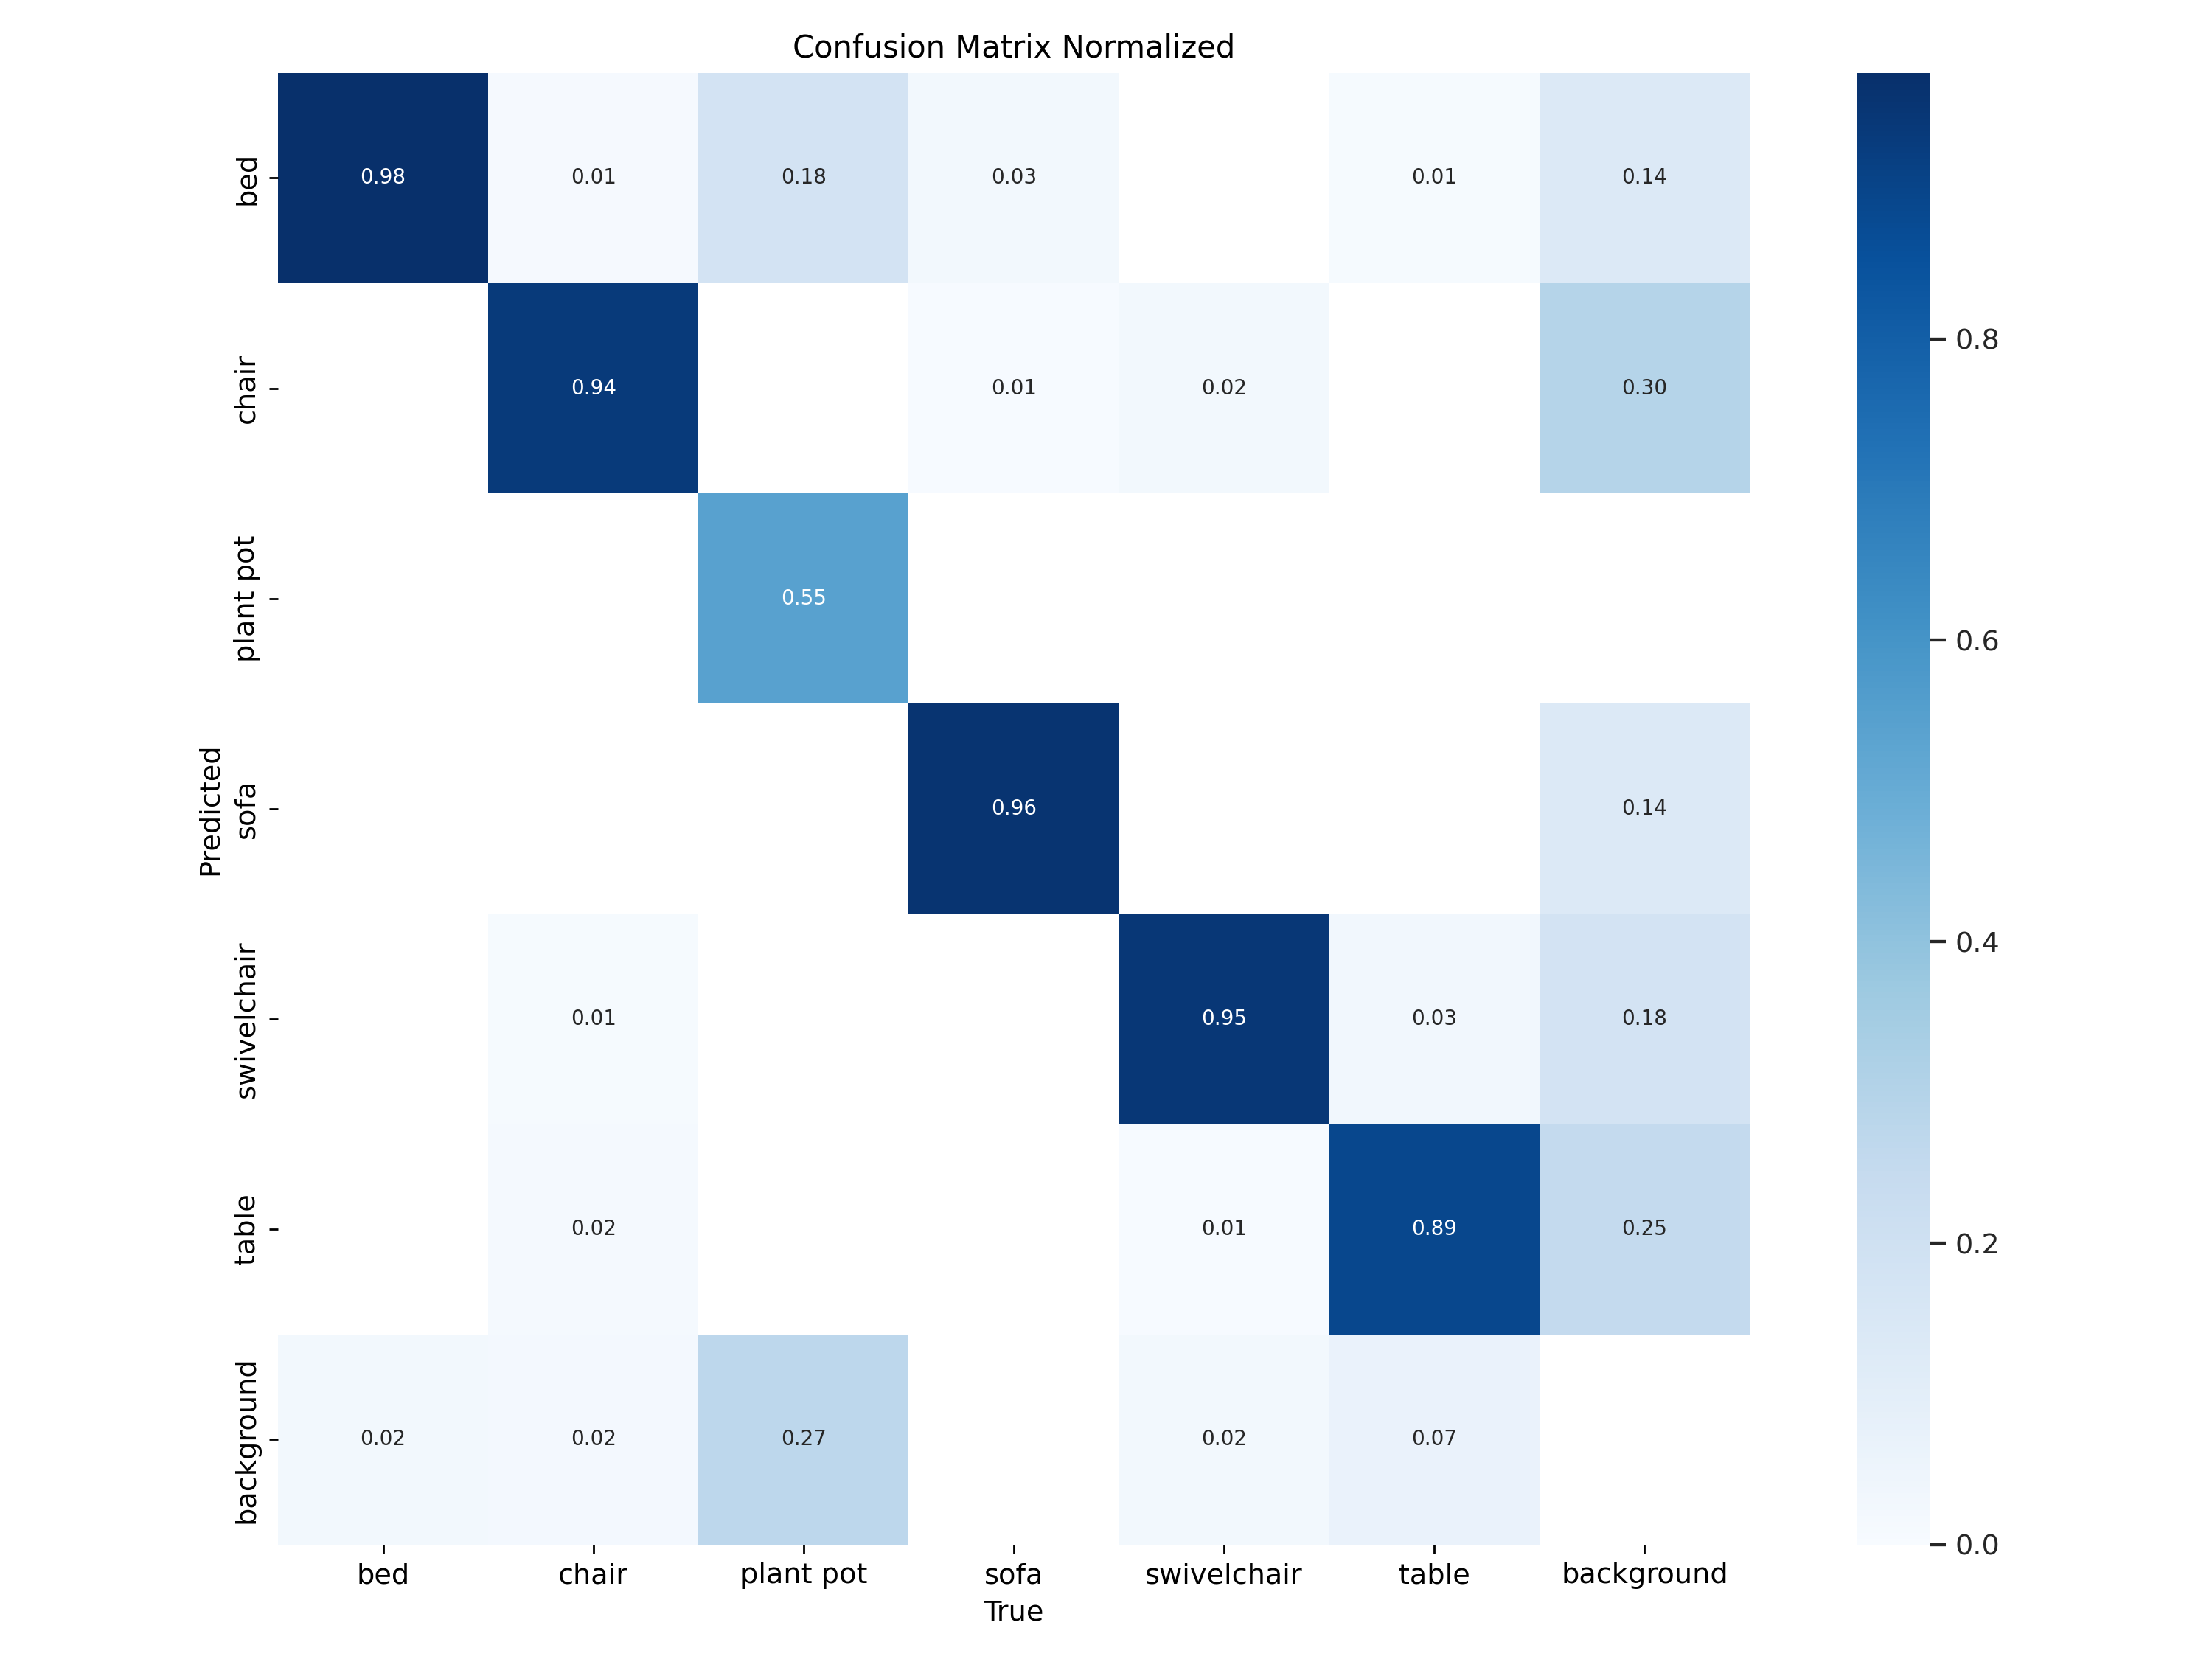 Confusion Matrix Normalized
bed 0.98 0.01 0.18 0.03 0.01 0.14
chair 0.94 0.01 0.02 0.30
plant pot 0.55
sofa 0.96 0.14
swivelchair 0.01 0.95 0.03 0.18
table 0.02 0.01 0.89 0.25
background 0.02 0.02 0.27 0.02 0.07
Predicted
bed chair plant pot sofa swivelchair table background
True
0.8
0.6
0.4
0.2
0.0